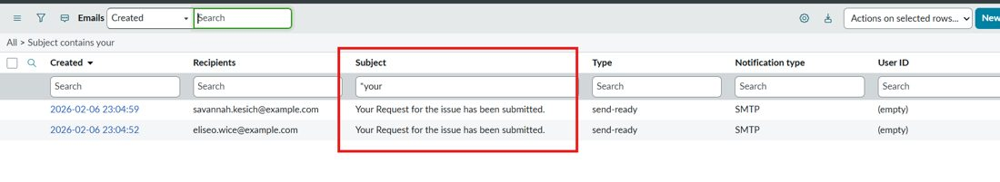 Emails Created Search Actions on selected rows... New
All > Subject contains your
Created Recipients Subject Type Notification type User ID
Search Search *your Search Search Search
2026-02-06 23:04:59 savannah.kesich@example.com Your Request for the issue has been submitted. send-ready SMTP (empty)
2026-02-06 23:04:52 eliseo.wice@example.com Your Request for the issue has been submitted. send-ready SMTP (empty)